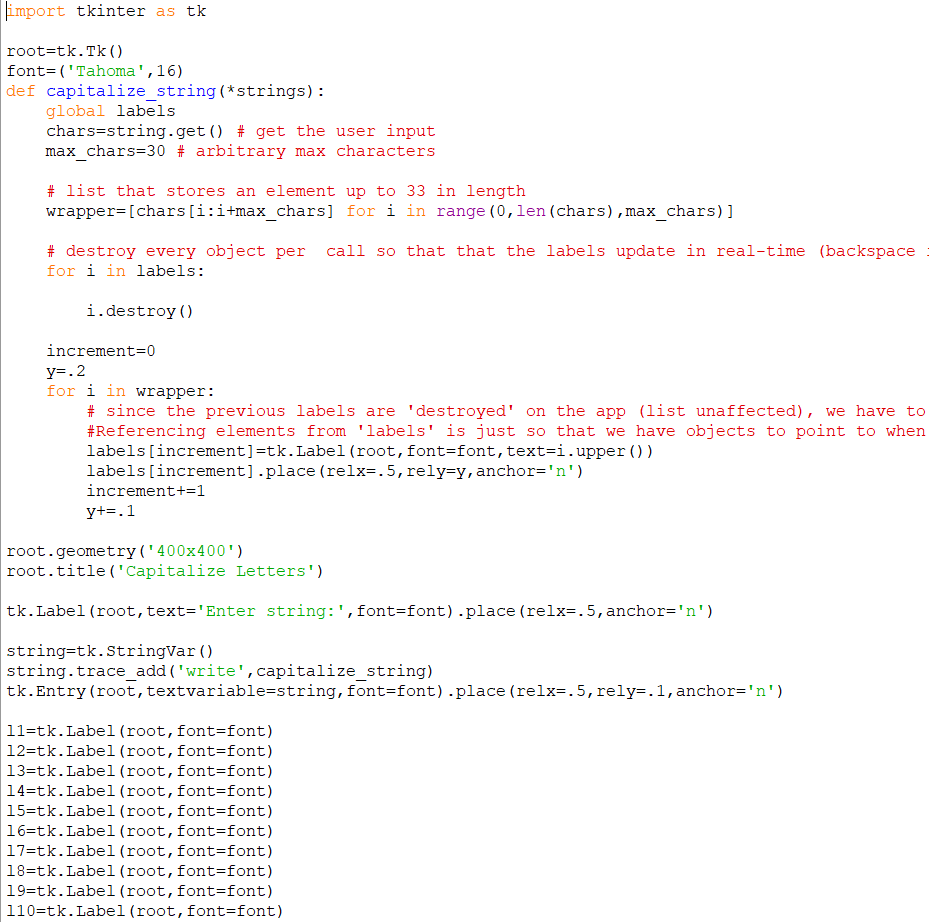 import tkinter as tk
root=tk.Tk()
font=('Tahoma',16)
def capitalize_string(*strings):
    global labels
    chars=string.get() # get the user input
    max_chars=30 # arbitrary max characters
    # list that stores an element up to 33 in length
    wrapper=[chars[i:i+max_chars] for i in range(0,len(chars),max_chars)]
    # destroy every object per  call so that that the labels update in real-time (backspace
    for i in labels:
        i.destroy()
    increment=0
    y=.2
    for i in wrapper:
        # since the previous labels are 'destroyed' on the app (list unaffected), we have to
        #Referencing elements from 'labels' is just so that we have objects to point to when
        labels[increment]=tk.Label(root,font=font,text=i.upper())
        labels[increment].place(relx=.5,rely=y,anchor='n')
        increment+=1
        y+=.1
root.geometry('400x400')
root.title('Capitalize Letters')
tk.Label(root,text='Enter string:',font=font).place(relx=.5,anchor='n')
string=tk.StringVar()
string.trace_add('write',capitalize_string)
tk.Entry(root,textvariable=string,font=font).place(relx=.5,rely=.1,anchor='n')
l1=tk.Label(root,font=font)
l2=tk.Label(root,font=font)
l3=tk.Label(root,font=font)
l4=tk.Label(root,font=font)
l5=tk.Label(root,font=font)
l6=tk.Label(root,font=font)
l7=tk.Label(root,font=font)
l8=tk.Label(root,font=font)
l9=tk.Label(root,font=font)
l10=tk.Label(root,font=font)